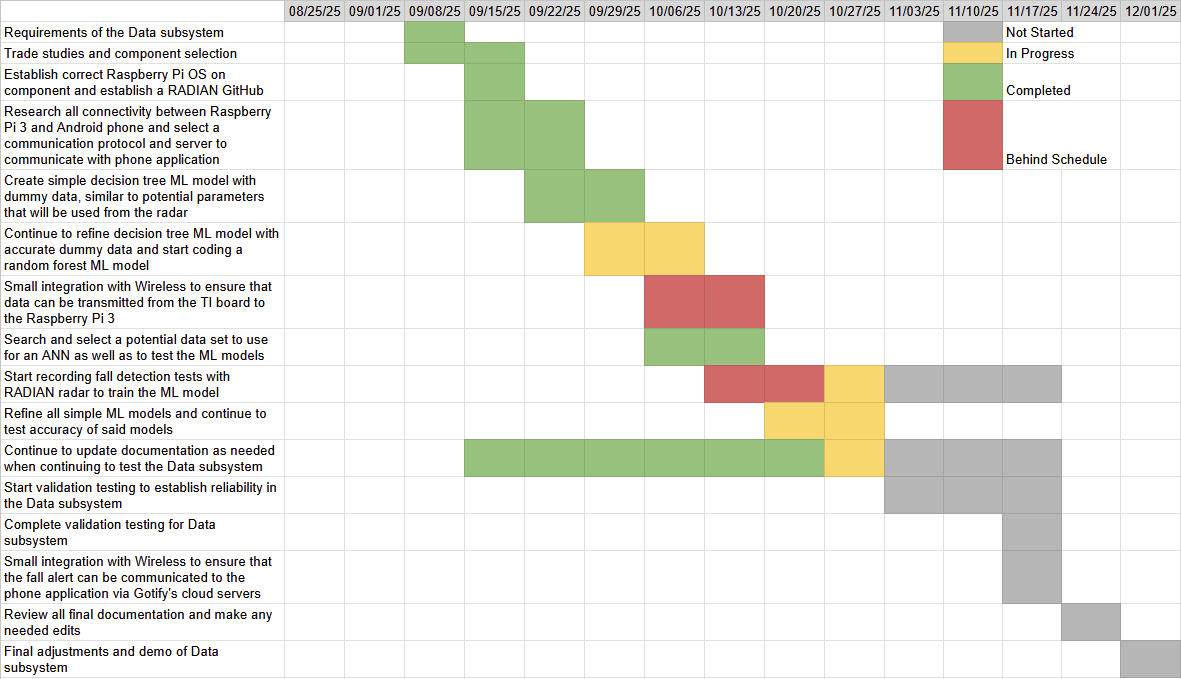 08/25/25 09/01/25 09/08/25 09/15/25 09/22/25 09/29/25 10/06/25 10/13/25 10/20/25 10/27/25 11/03/25 11/10/25 11/17/25 11/24/25 12/01/25
Requirements of the Data subsystem
Not Started
Trade studies and component selection
In Progress
Establish correct Raspberry Pi OS on
component and establish a RADIAN GitHub
Completed
Research all connectivity between Raspberry
Pi 3 and Android phone and select a
communication protocol and server to
communicate with phone application
Behind Schedule
Create simple decision tree ML model with
dummy data, similar to potential parameters
that will be used from the radar
Continue to refine decision tree ML model with
accurate dummy data and start coding a
random forest ML model
Small integration with Wireless to ensure that
data can be transmitted from the TI board to
the Raspberry Pi 3
Search and select a potential data set to use
for an ANN as well as to test the ML models
Start recording fall detection tests with
RADIAN radar to train the ML model
Refine all simple ML models and continue to
test accuracy of said models
Continue to update documentation as needed
when continuing to test the Data subsystem
Start validation testing to establish reliability in
the Data subsystem
Complete validation testing for Data
subsystem
Small integration with Wireless to ensure that
the fall alert can be communicated to the
phone application via Gotify's cloud servers
Review all final documentation and make any
needed edits
Final adjustments and demo of Data
subsystem